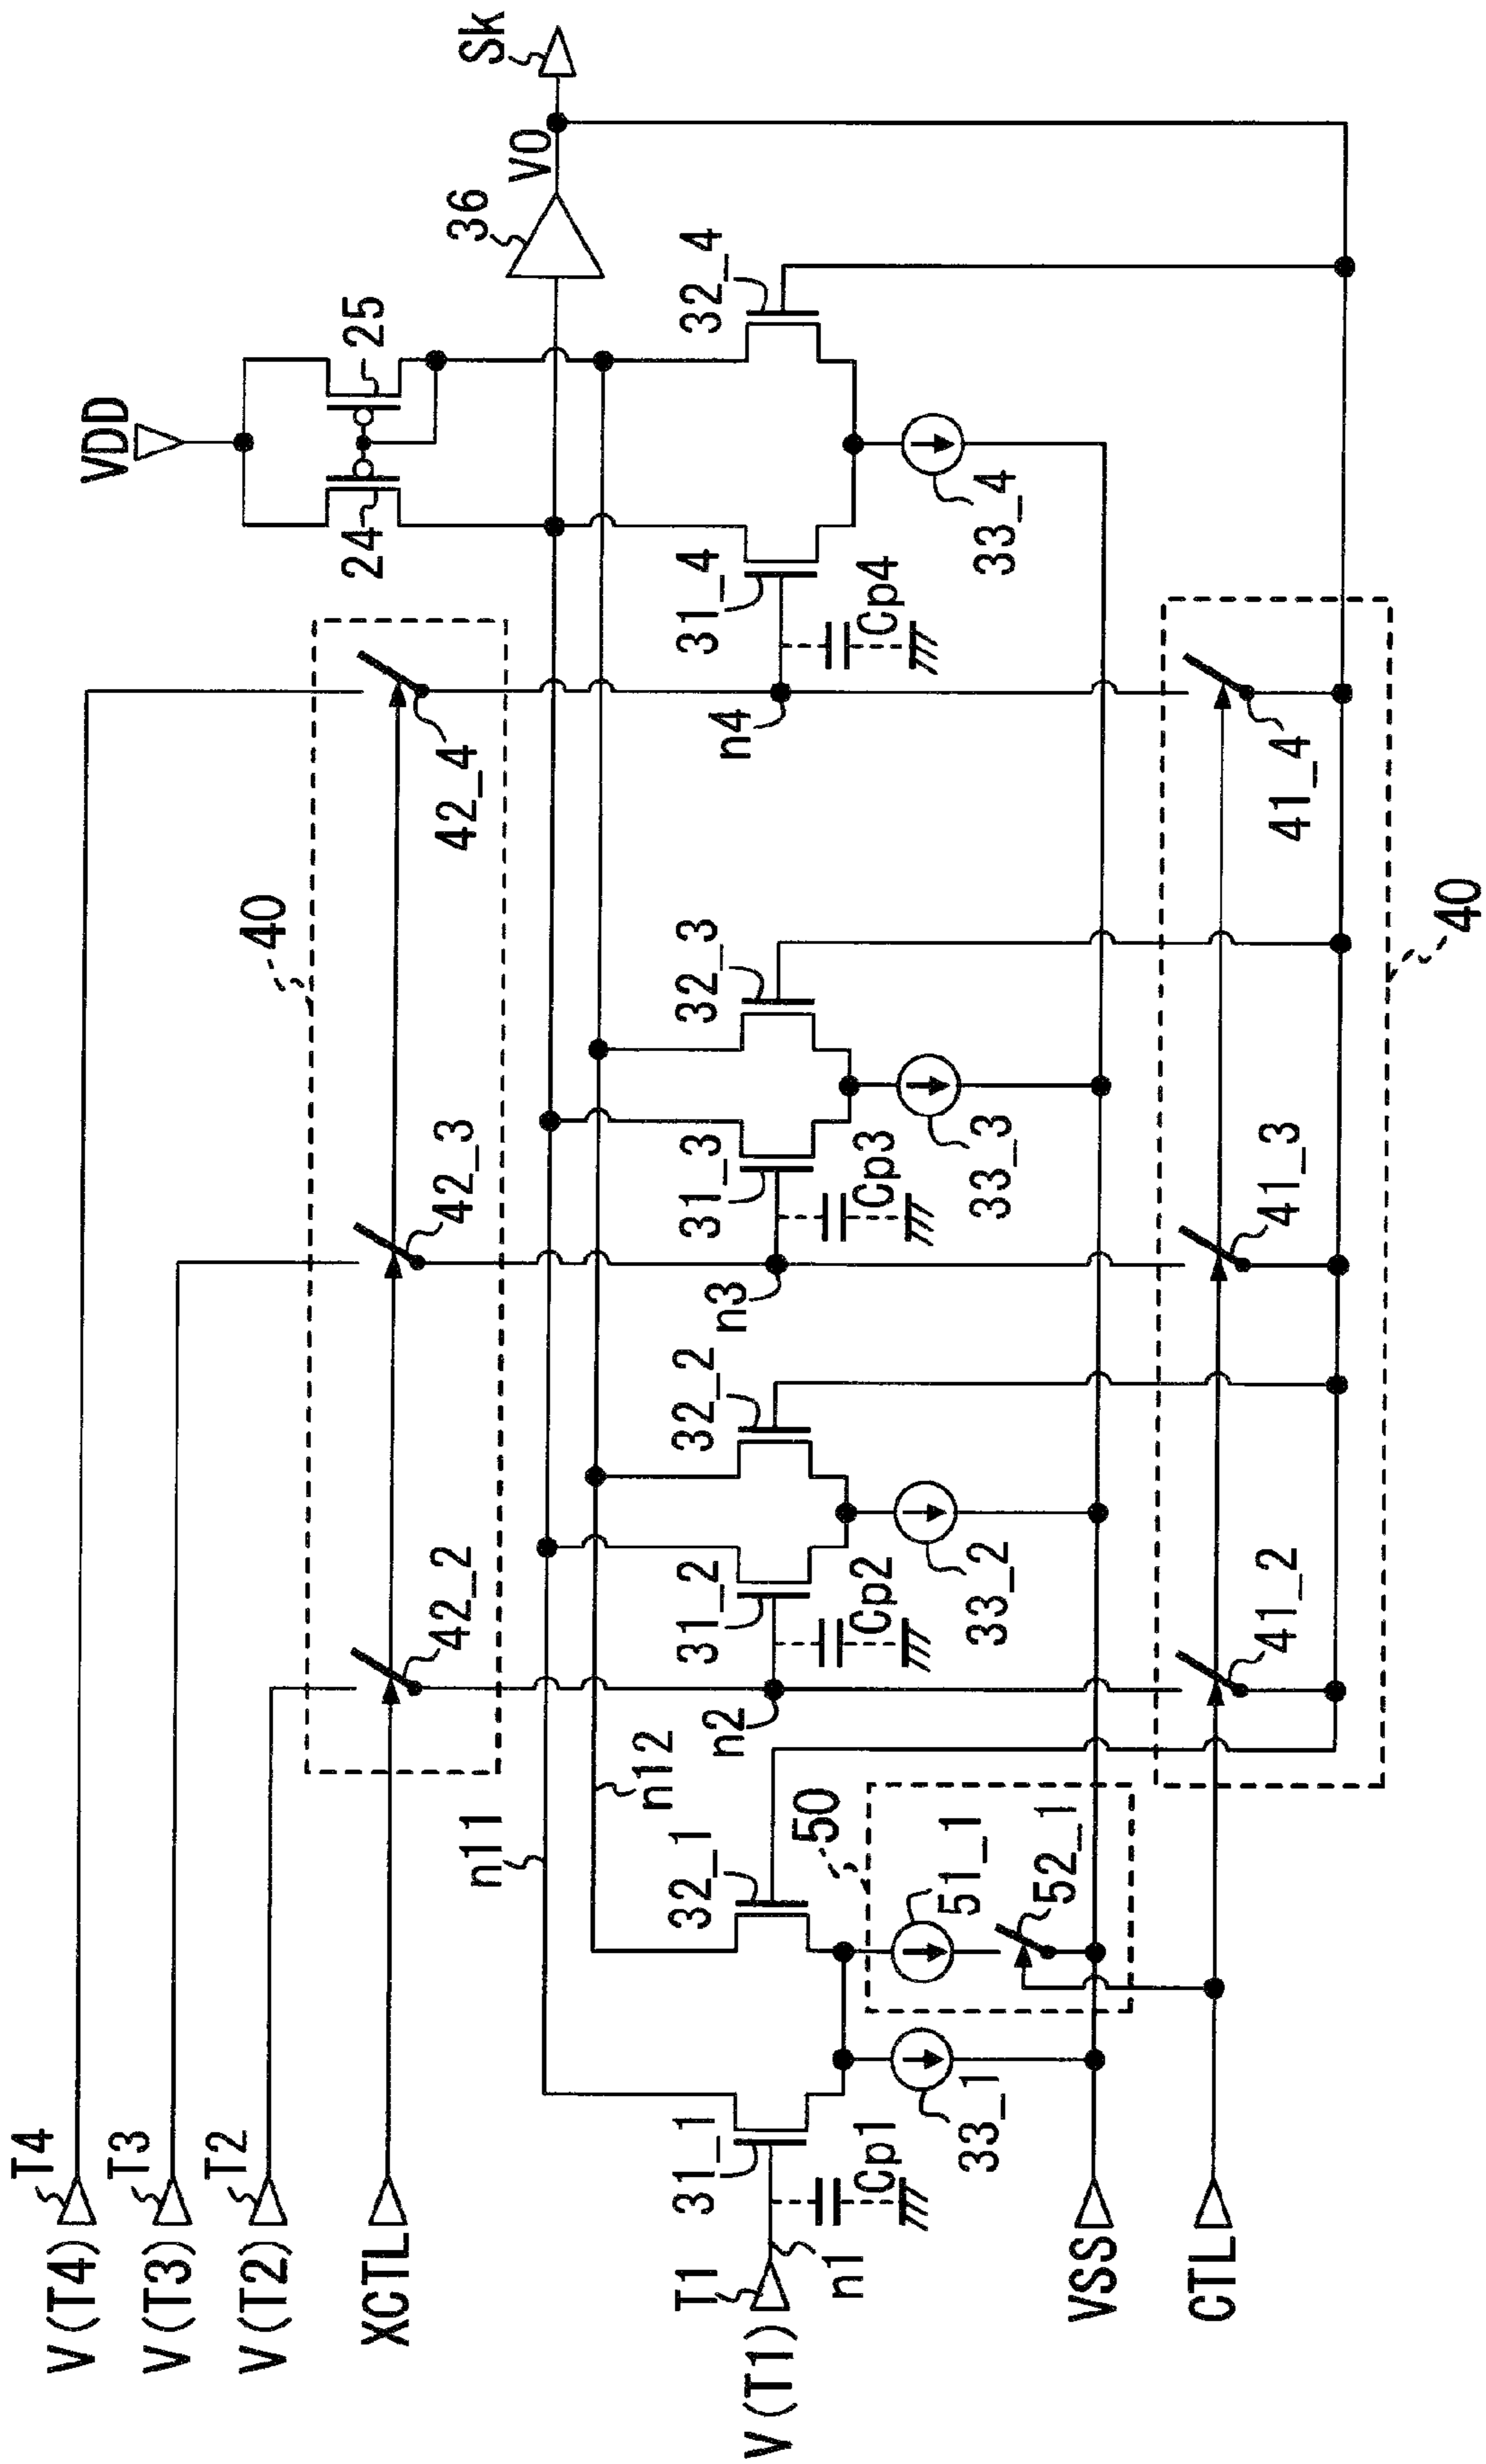 T4
V(T4)
T3
V(T3)
T2
V(T2)
XCTL
T1
V(T1)
n1
VSS
CTL
VDD
24
25
36
VO
Sk
40
42_2
42_3
42_4
n11
n12
31_1
32_1
Cp1
33_1
50
51_1
52_1
n2
31_2
32_2
Cp2
33_2
n3
31_3
32_3
Cp3
33_3
n4
31_4
32_4
Cp4
33_4
41_2
41_3
41_4
40